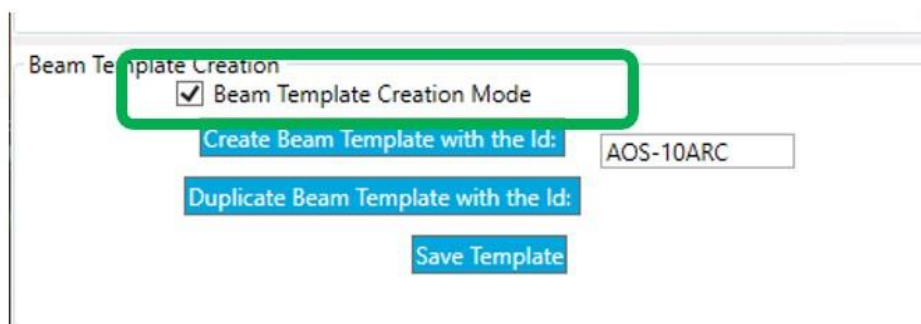 Beam Template Creation
Beam Template Creation Mode
Create Beam Template with the Id:
AOS-10ARC
Duplicate Beam Template with the Id:
Save Template